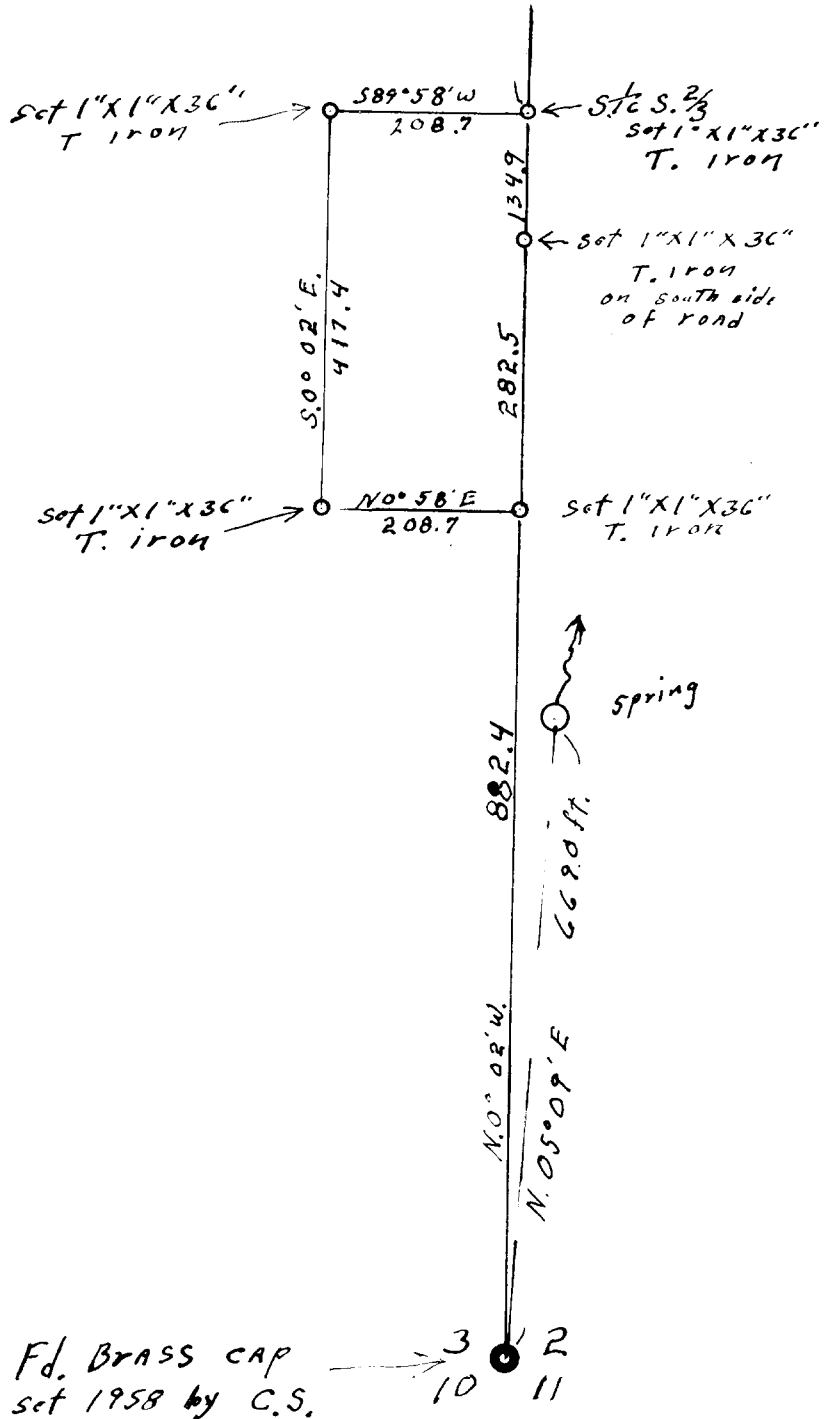 set 1"X1"X36"
T iron
S89°58'W
208.7
S.1/16 S. 2/3
set 1"X1"X36"
T. iron
134.9
set 1"X1"X36"
T. iron
on south side
of road
S.0° 02' E.
417.4
282.5
set 1"X1"X36"
T. iron
N0°58'E
208.7
set 1"X1"X36"
T. iron
spring
882.4
669.0 ft.
N.0° 02' W.
N. 05°09' E
3 2
10 11
Fd. BRASS CAP
set 1958 by C.S.